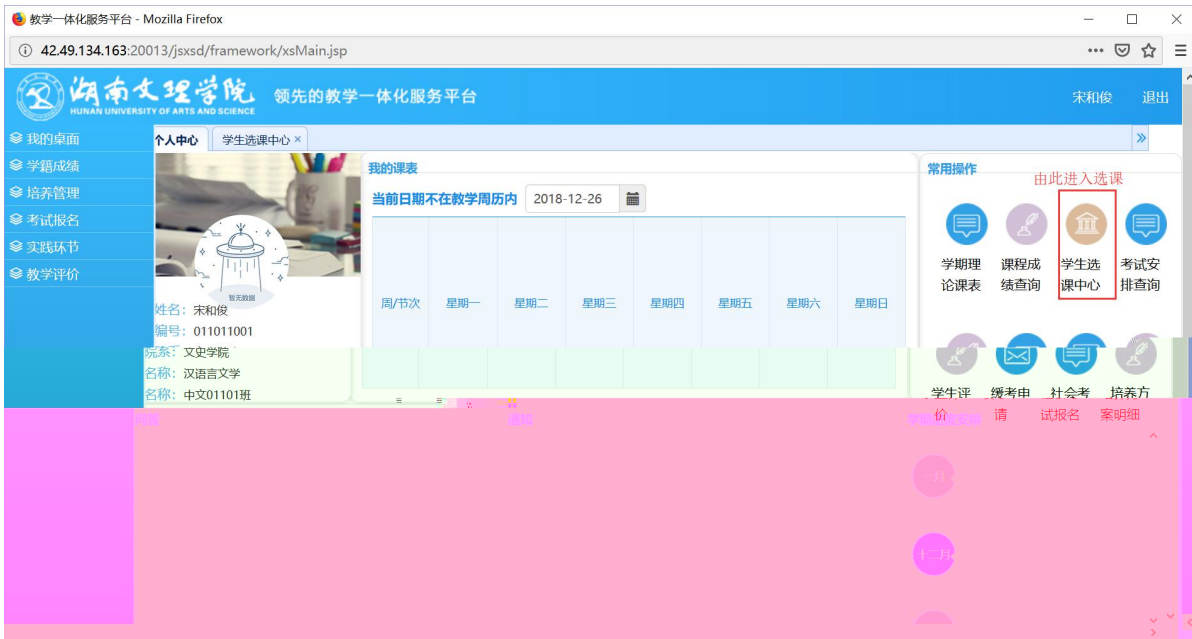 教学一体化服务平台 - Mozilla Firefox
42.49.134.163:20013/jsxsd/framework/xsMain.jsp
湖南文理学院
HUNAN UNIVERSITY OF ARTS AND SCIENCE
领先的教学一体化服务平台
宋和俊 退出
我的桌面
学籍成绩
培养管理
考试报名
实践环节
教学评价
个人中心 学生选课中心 ×
暂无数据
姓名：宋和俊
编号：011011001
院系：文史学院
名称：汉语言文学
名称：中文01101班
我的课表
当前日期不在教学周历内 2018-12-26
周/节次 星期一 星期二 星期三 星期四 星期五 星期六 星期日
常用操作
由此进入选课
学期理论课表
课程成绩查询
学生选课中心
考试安排查询
学生评价
缓考申请
社会考试报名
培养方案明细
通知
一月
十二月